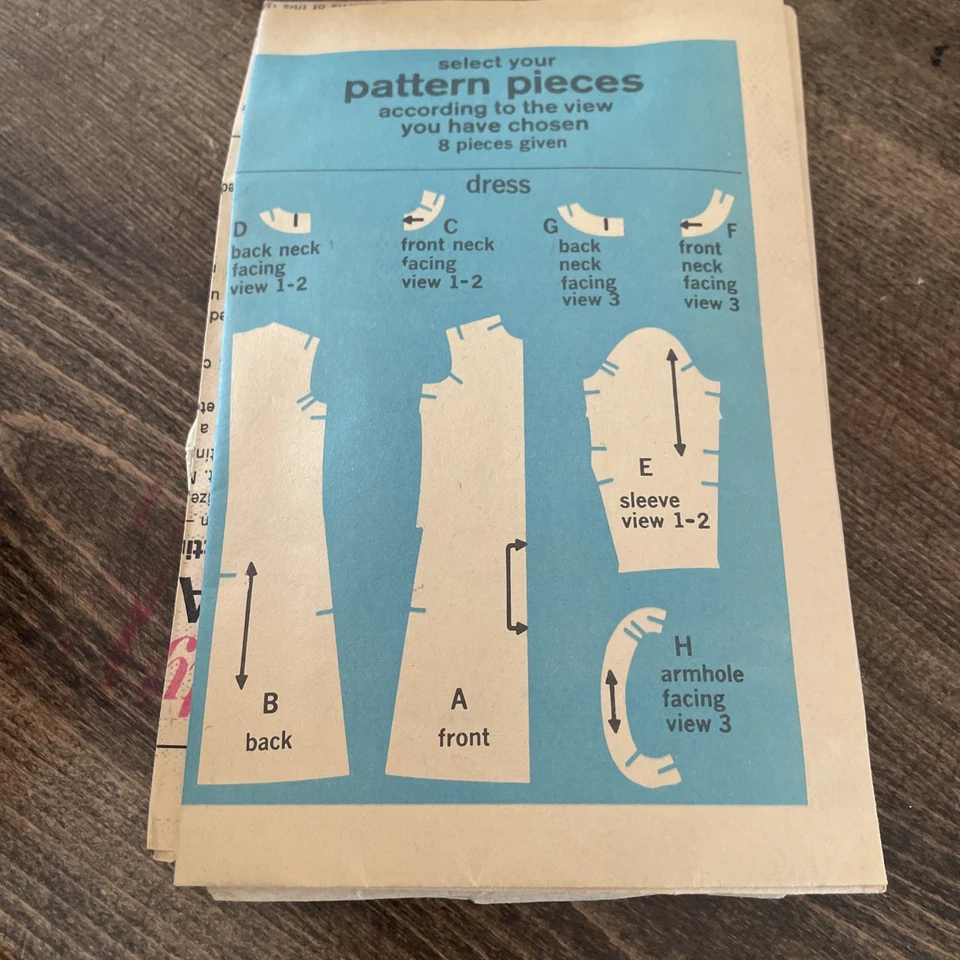 select your
pattern pieces
according to the view
you have chosen
8 pieces given
dress
D
back neck
facing
view 1-2
C
front neck
facing
view 1-2
G
back
neck
facing
view 3
F
front
neck
facing
view 3
B
back
A
front
E
sleeve
view 1-2
H
armhole
facing
view 3